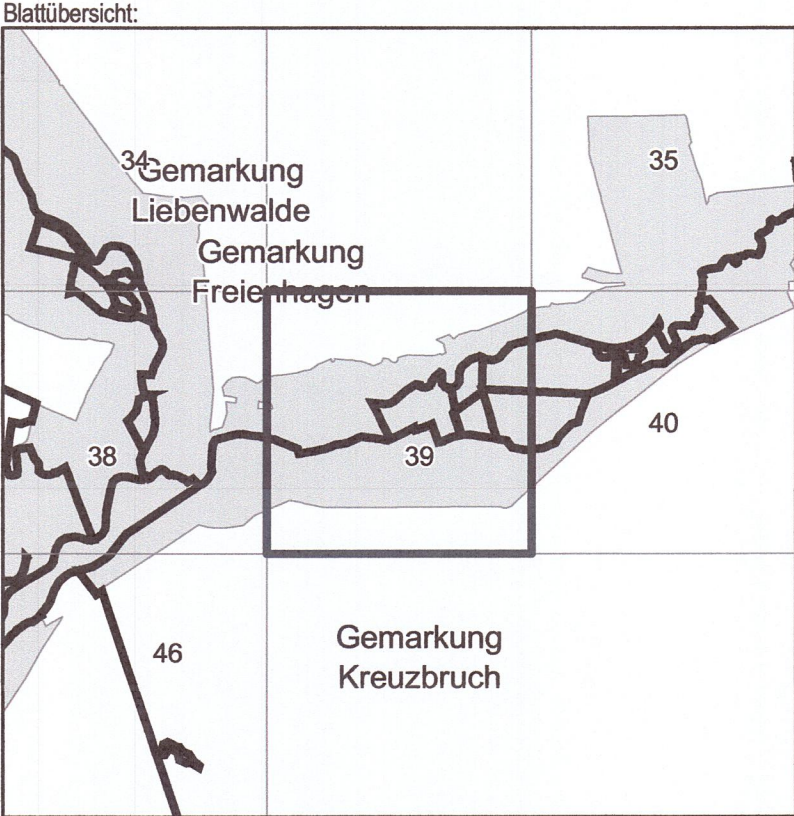 Blattübersicht:
34
Gemarkung
Liebenwalde
35
Gemarkung
Freienhagen
38
39
40
46
Gemarkung
Kreuzbruch